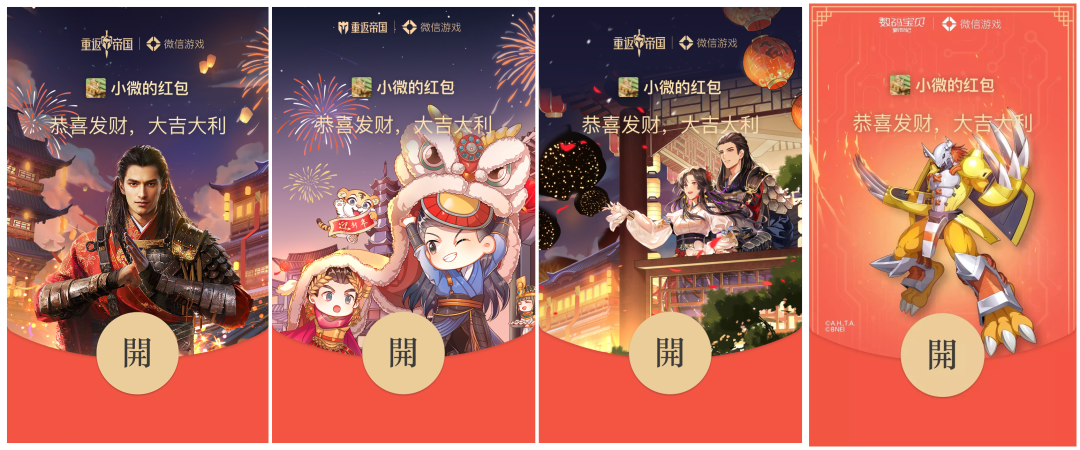 重返帝国 微信游戏
小微的红包
恭喜发财，大吉大利
開
重返帝国 微信游戏
小微的红包
恭喜发财，大吉大利
開
重返帝国 微信游戏
小微的红包
恭喜发财，大吉大利
開
数码宝贝 微信游戏
新世纪
小微的红包
恭喜发财，大吉大利
©A,H,T,A
©BNEI
開